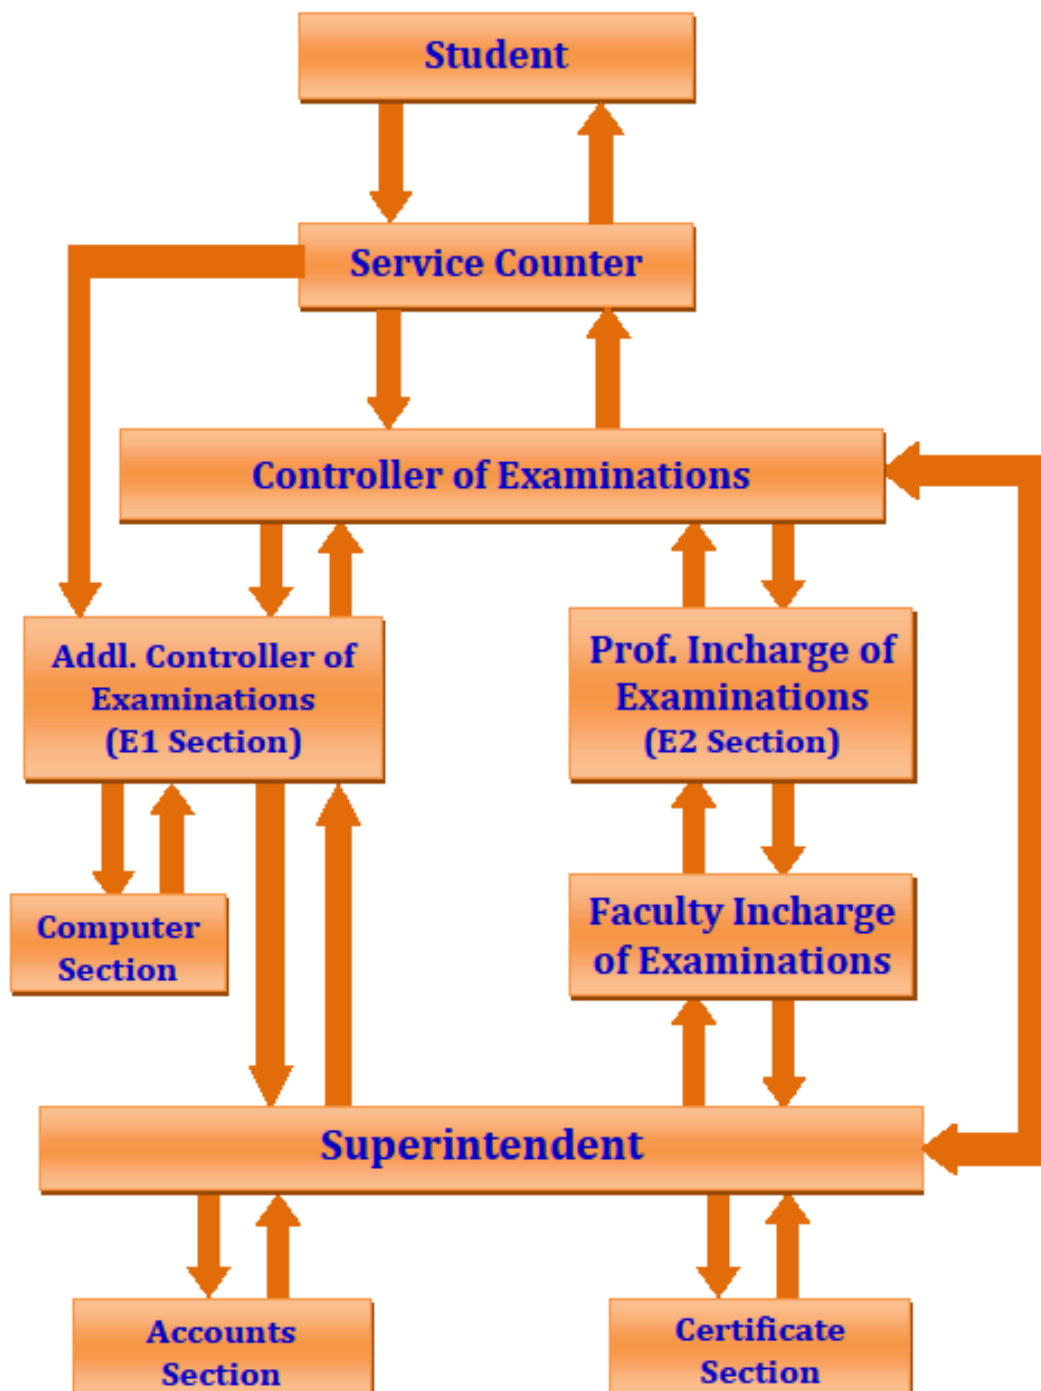 Student
Service Counter
Controller of Examinations
Addl. Controller of
Examinations
(E1 Section)
Prof. Incharge of
Examinations
(E2 Section)
Computer
Section
Faculty Incharge
of Examinations
Superintendent
Accounts
Section
Certificate
Section